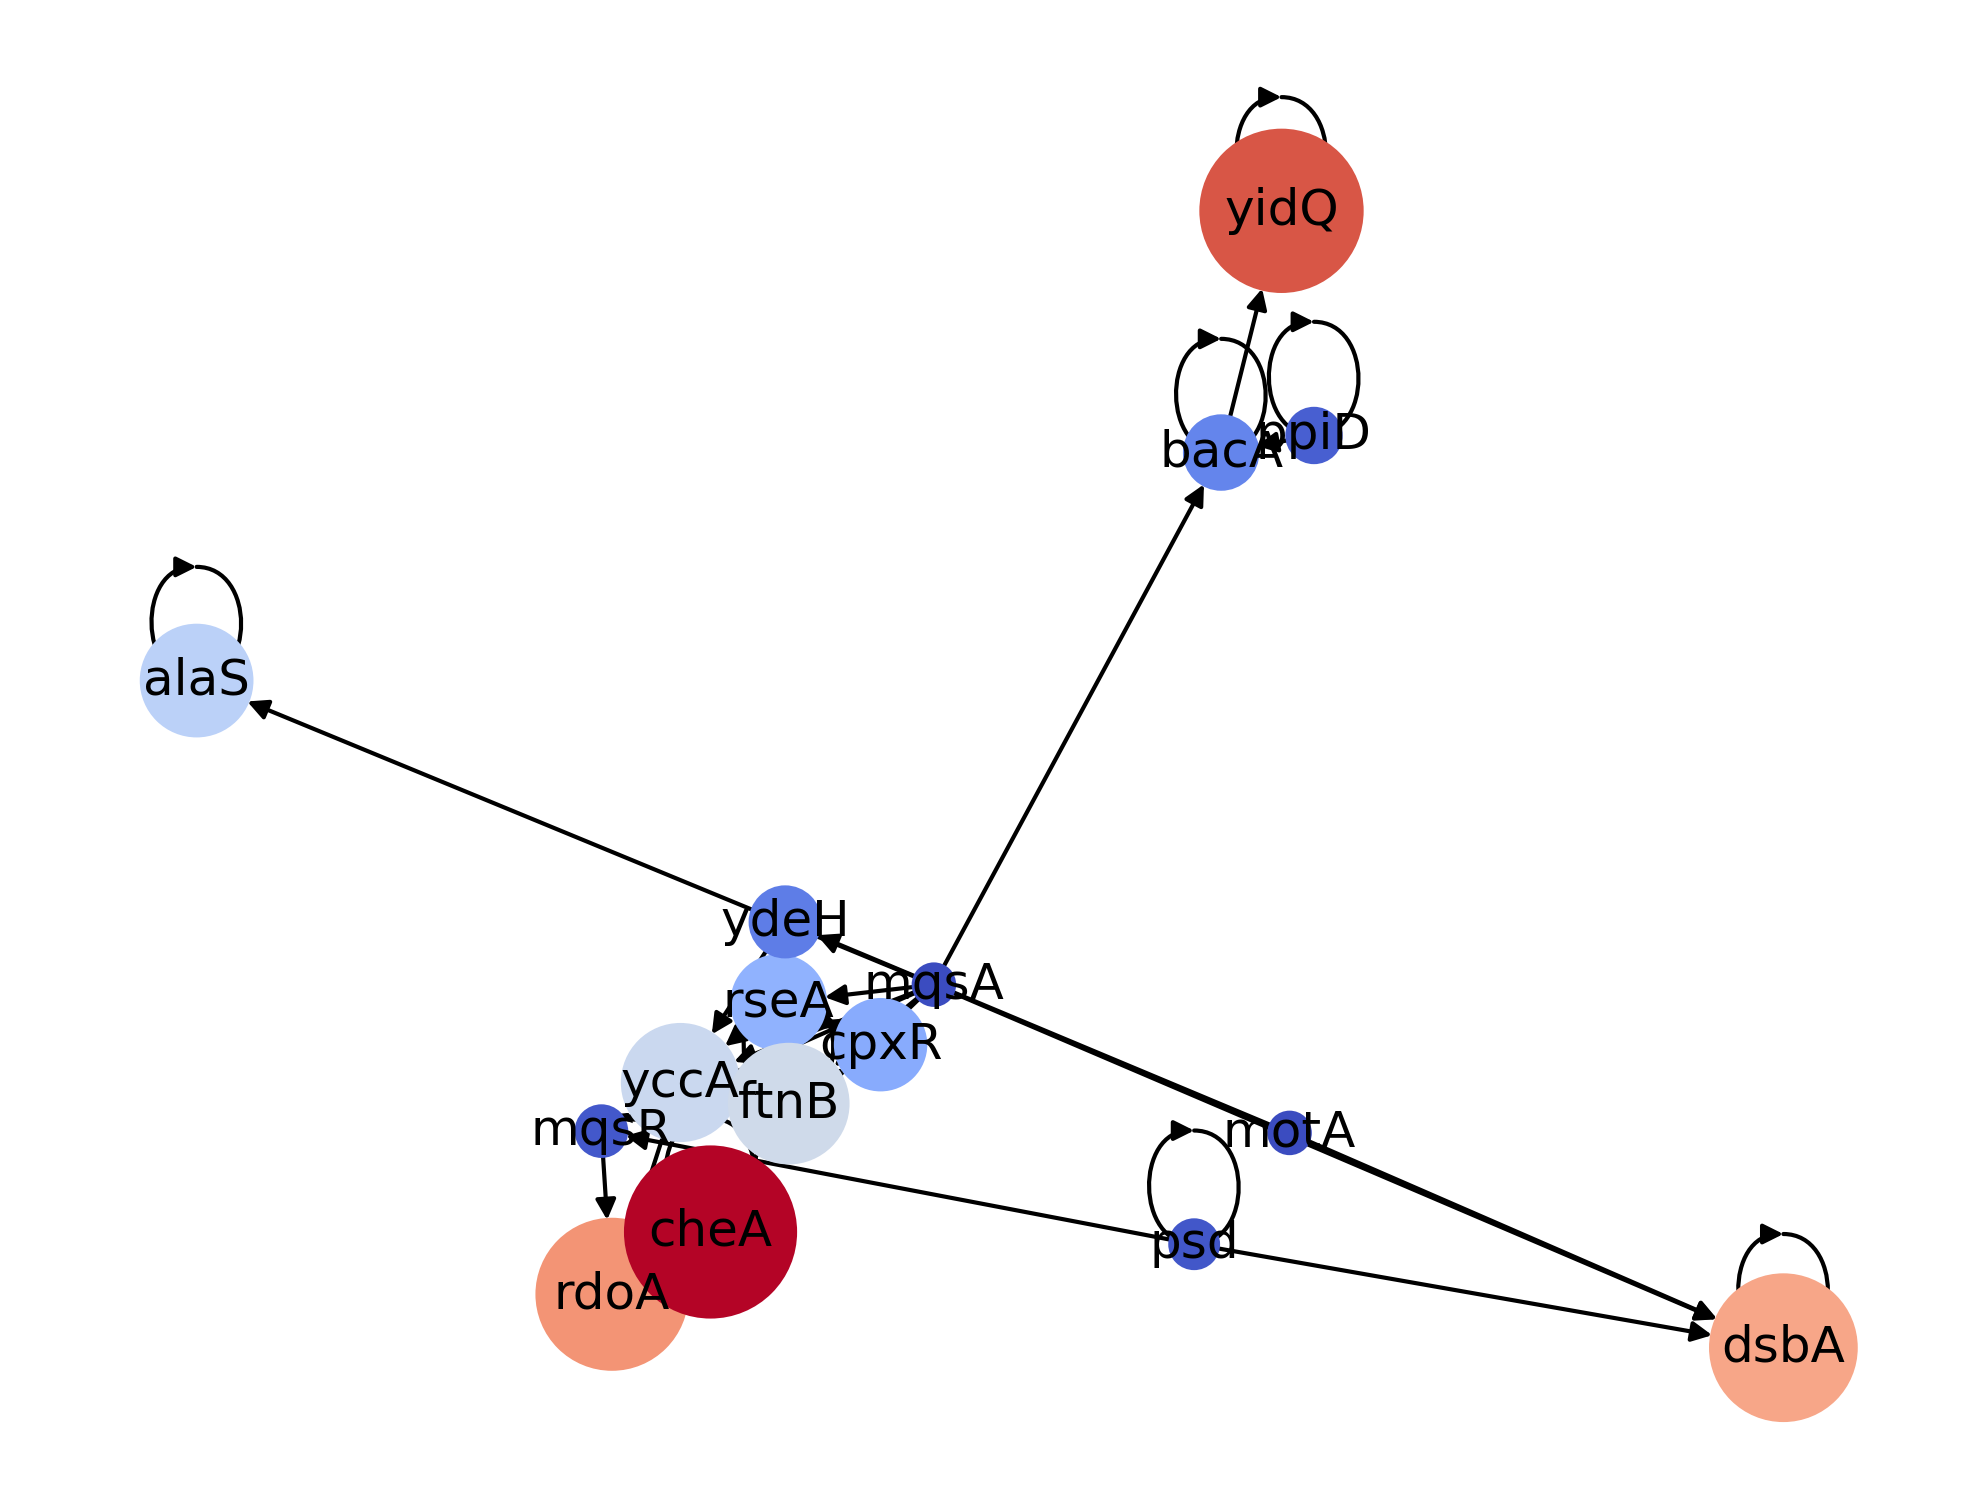 yidQ
ppiD
bacA
alaS
ydeH
mqsA
rseA
cpxR
yccA
ftnB
mqsR
motA
cheA
psd
rdoA
dsbA